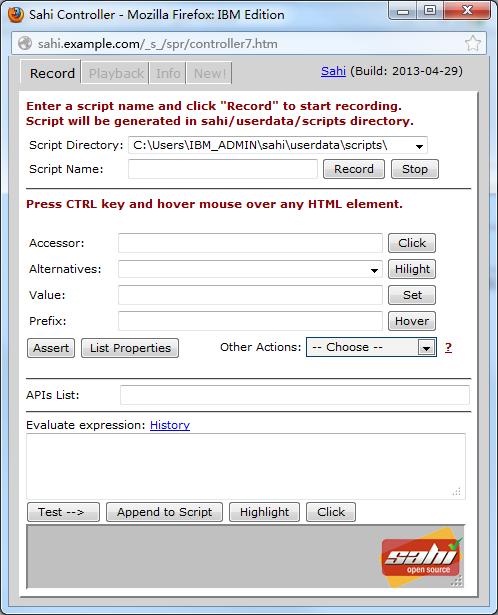 Sahi Controller - Mozilla Firefox: IBM Edition
sahi.example.com/_s_/spr/controller7.htm
Record Playback Info New! Sahi (Build: 2013-04-29)
Enter a script name and click "Record" to start recording.
Script will be generated in sahi/userdata/scripts directory.
Script Directory: C:\Users\IBM_ADMIN\sahi\userdata\scripts\
Script Name: Record Stop
Press CTRL key and hover mouse over any HTML element.
Accessor: Click
Alternatives: Hilight
Value: Set
Prefix: Hover
Assert List Properties Other Actions: -- Choose -- ?
APIs List:
Evaluate expression: History
Test --> Append to Script Highlight Click
sahi
open source